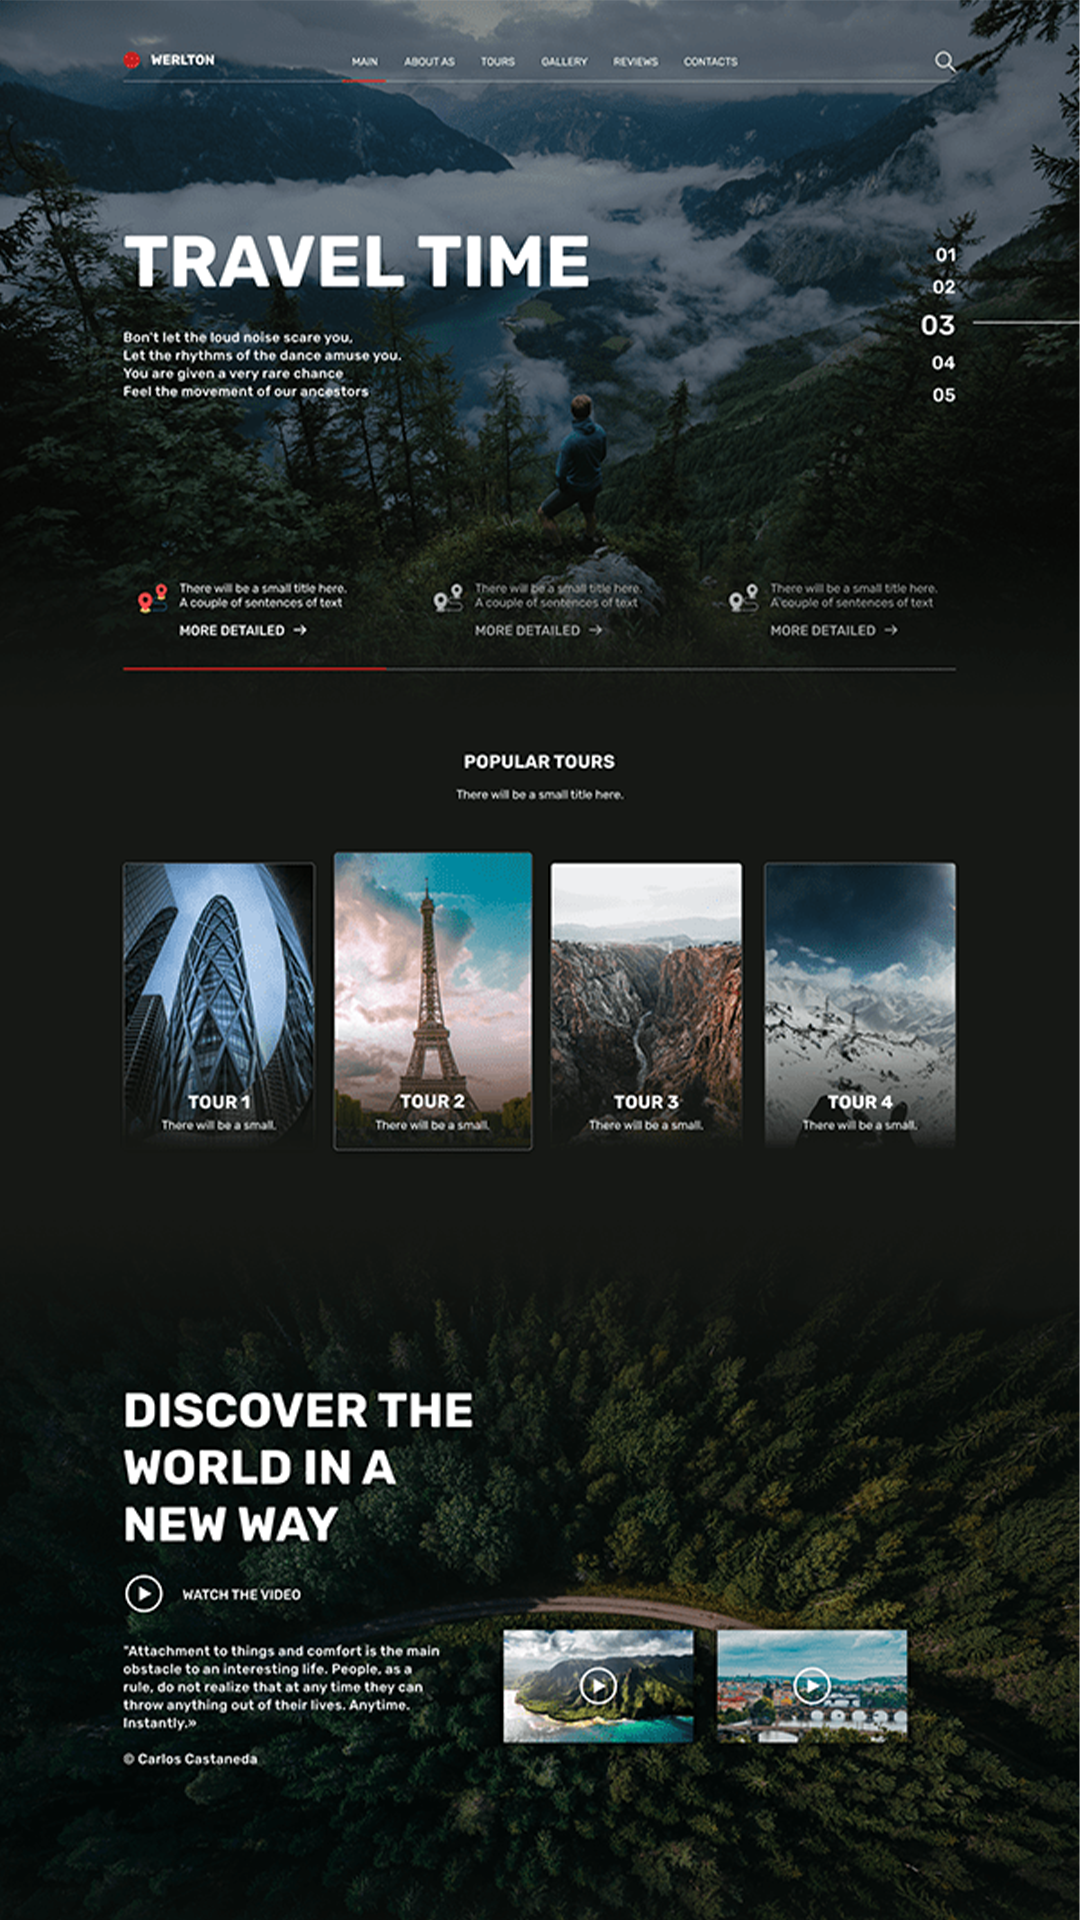 WERLTON
MAIN
ABOUT AS
TOURS
GALLERY
REVIEWS
CONTACTS
TRAVEL TIME
Bon't let the loud noise scare you,
Let the rhythms of the dance amuse you.
You are given a very rare chance
Feel the movement of our ancestors
01
02
03
04
05
There will be a small title here.
A couple of sentences of text
MORE DETAILED →
There will be a small title here.
A couple of sentences of text
MORE DETAILED →
There will be a small title here.
A couple of sentences of text
MORE DETAILED →
POPULAR TOURS
There will be a small title here.
TOUR 1
There will be a small.
TOUR 2
There will be a small.
TOUR 3
There will be a small.
TOUR 4
There will be a small.
DISCOVER THE
WORLD IN A
NEW WAY
WATCH THE VIDEO
"Attachment to things and comfort is the main
obstacle to an interesting life. People, as a
rule, do not realize that at any time they can
throw anything out of their lives. Anytime.
Instantly.»
© Carlos Castaneda